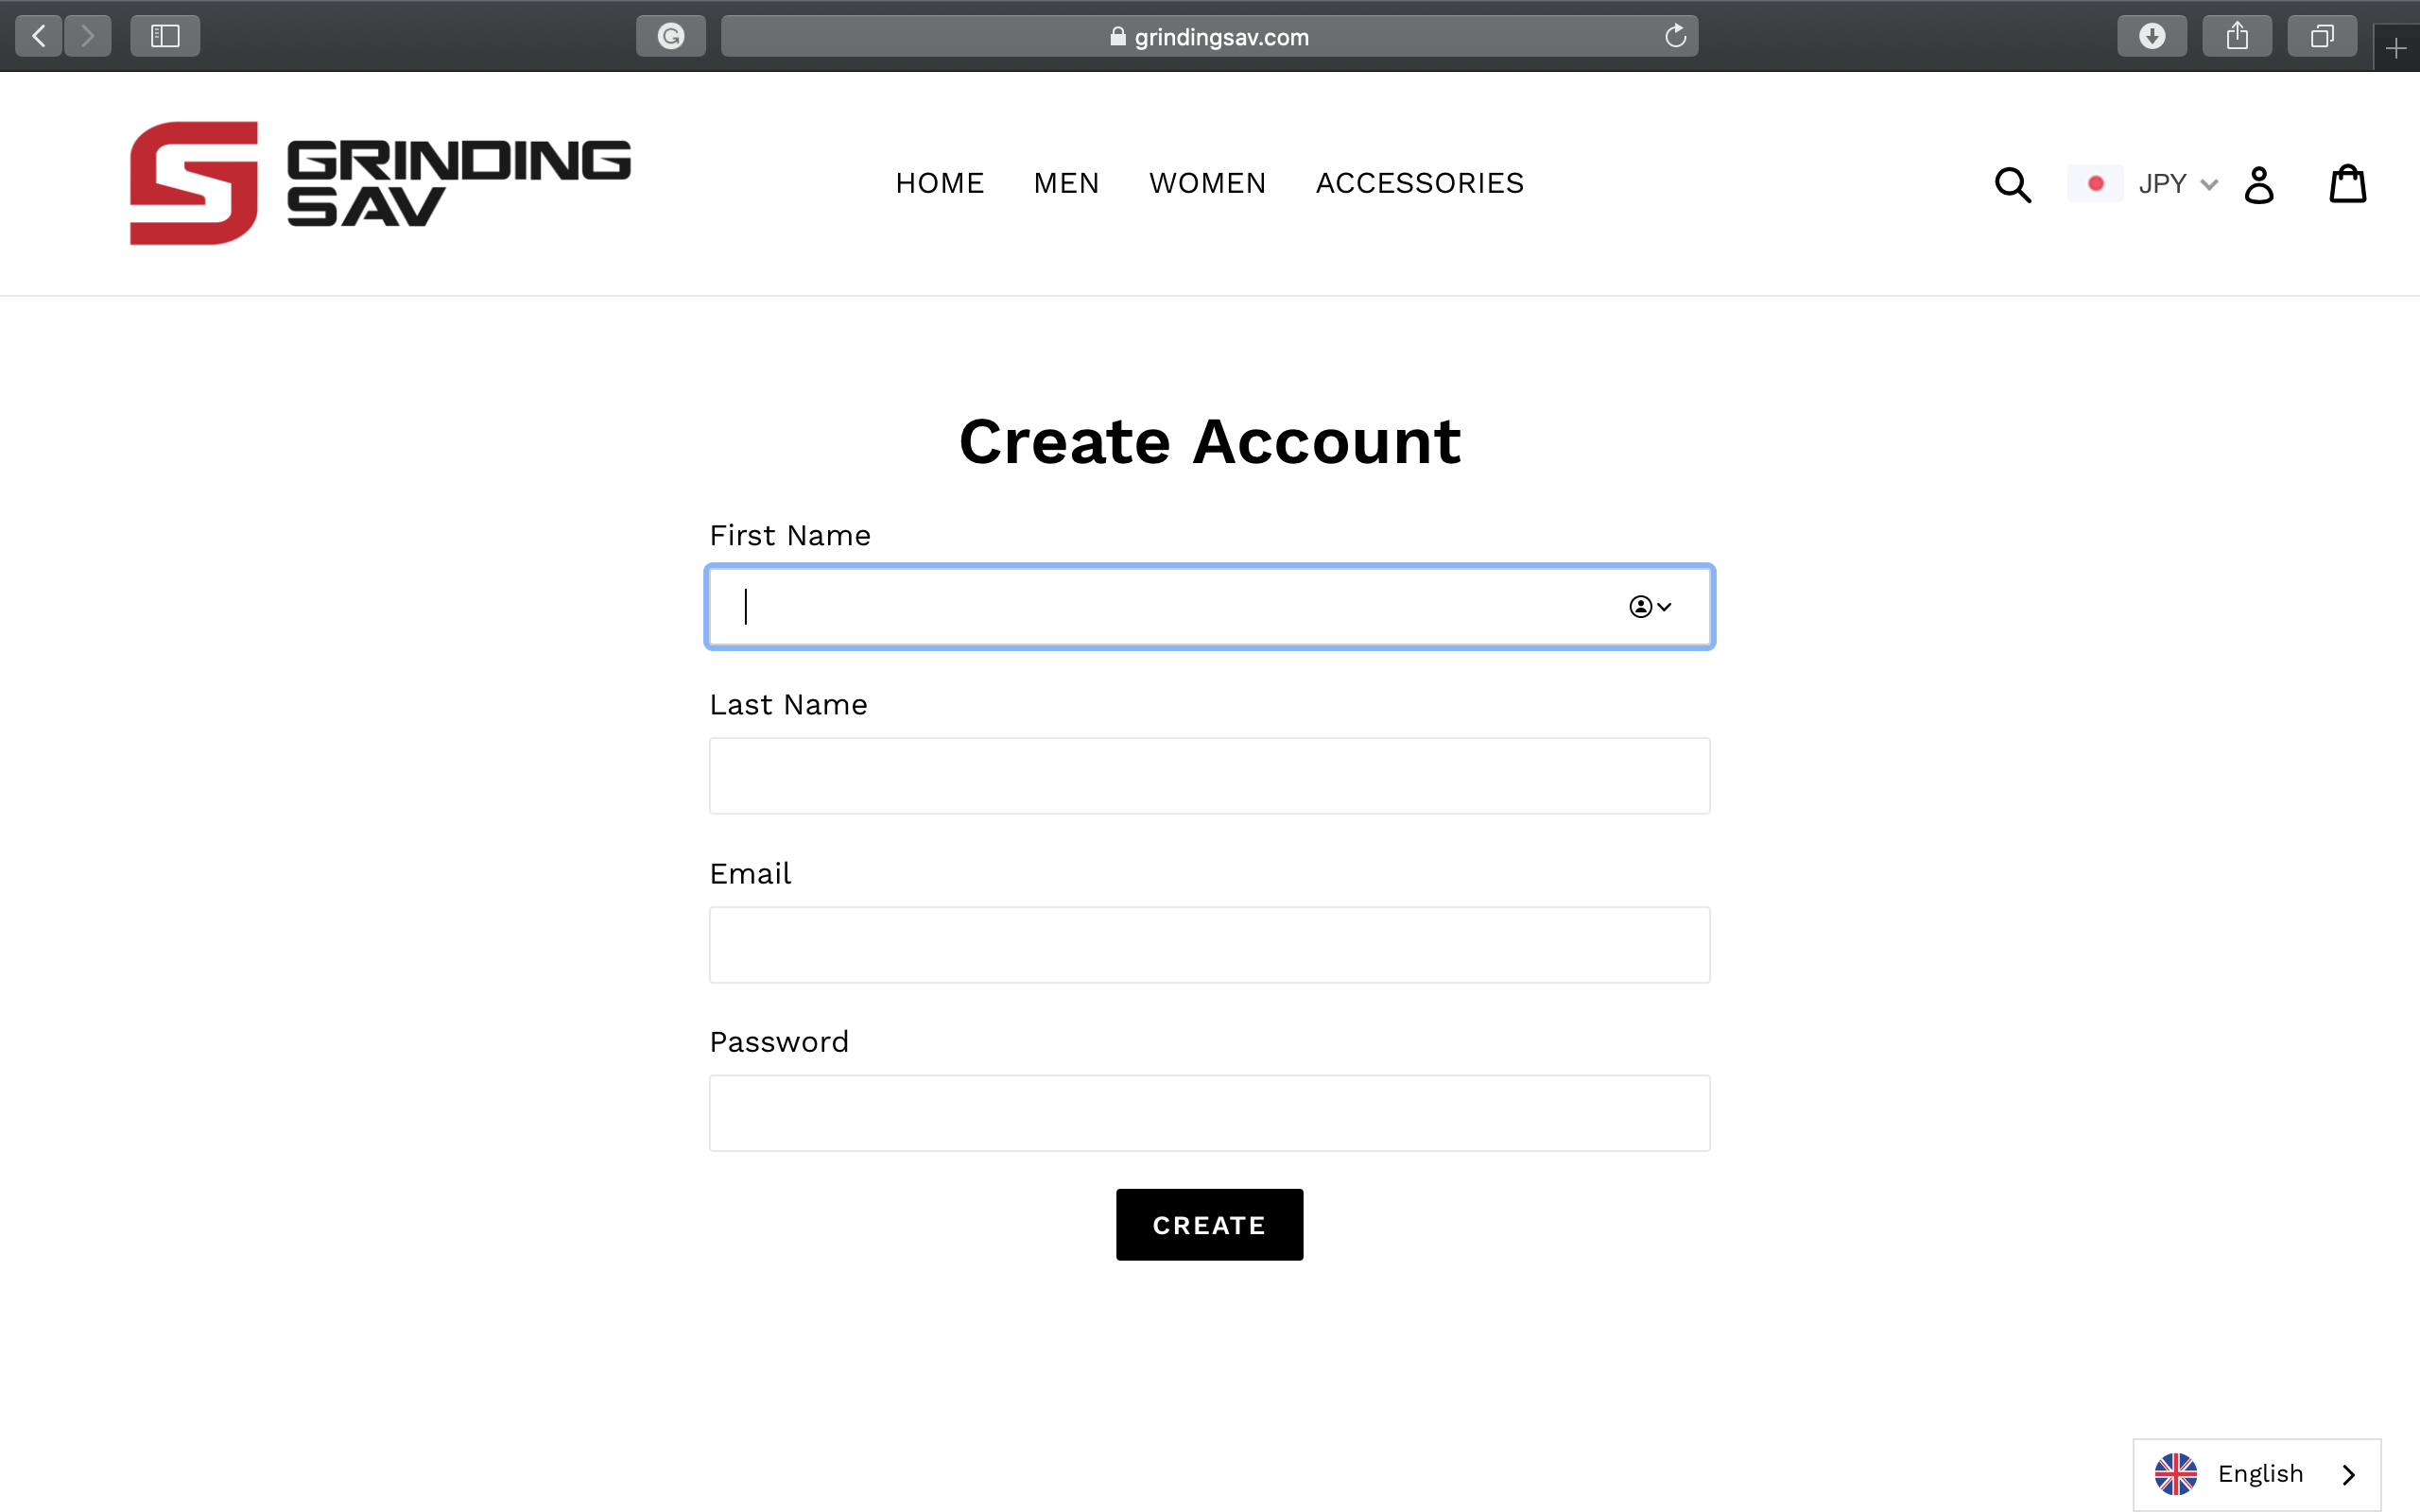 grindingsav.com
GRINDING
SAV
HOME MEN WOMEN ACCESSORIES
JPY
Create Account
First Name
Last Name
Email
Password
CREATE
English